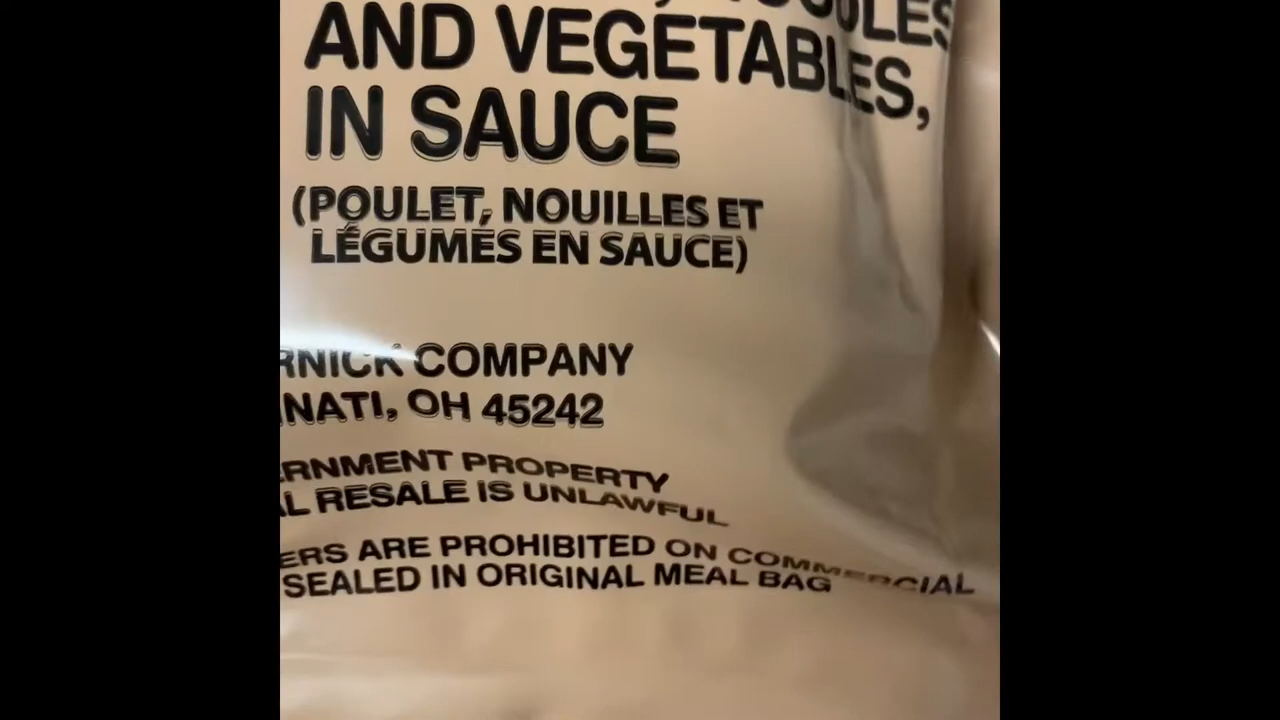 AND VEGETABLES,
IN SAUCE
(POULET, NOUILLES ET
LÉGUMES EN SAUCE)
RNICK COMPANY
NATI, OH 45242
ERNMENT PROPERTY
L RESALE IS UNLAWFUL
ERS ARE PROHIBITED ON COMMERCIAL
SEALED IN ORIGINAL MEAL BAG